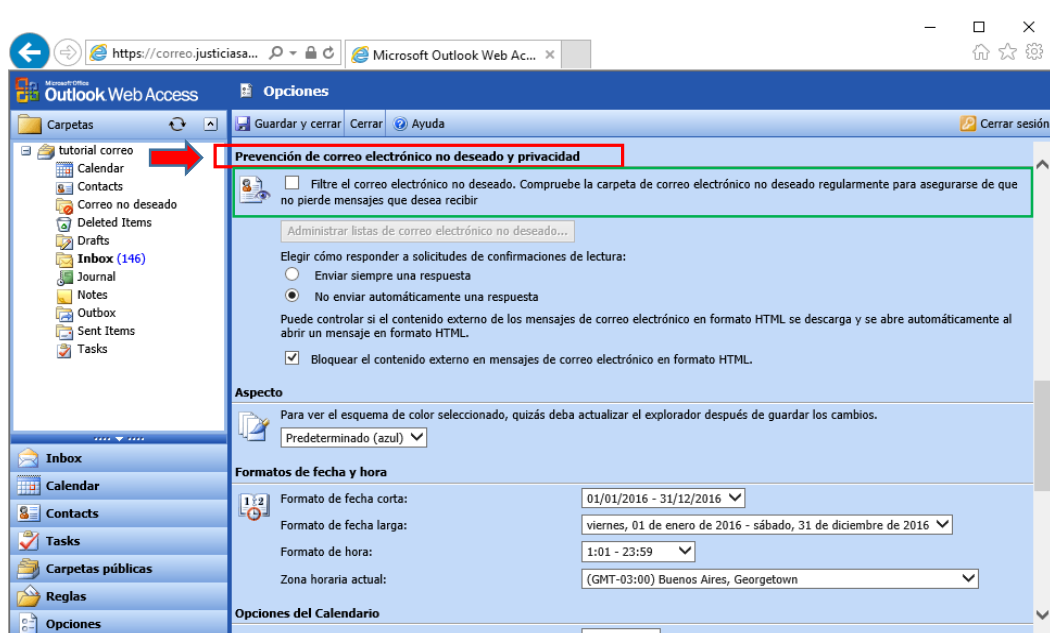 https://correo.justiciasa...
Microsoft Outlook Web Ac...
Microsoft Office
Outlook Web Access
Opciones
Carpetas
Guardar y cerrar Cerrar Ayuda
Cerrar sesión
tutorial correo
Calendar
Contacts
Correo no deseado
Deleted Items
Drafts
Inbox (146)
Journal
Notes
Outbox
Sent Items
Tasks
Inbox
Calendar
Contacts
Tasks
Carpetas públicas
Reglas
Opciones
Prevención de correo electrónico no deseado y privacidad
Filtre el correo electrónico no deseado. Compruebe la carpeta de correo electrónico no deseado regularmente para asegurarse de que
no pierde mensajes que desea recibir
Administrar listas de correo electrónico no deseado...
Elegir cómo responder a solicitudes de confirmaciones de lectura:
Enviar siempre una respuesta
No enviar automáticamente una respuesta
Puede controlar si el contenido externo de los mensajes de correo electrónico en formato HTML se descarga y se abre automáticamente al
abrir un mensaje en formato HTML.
Bloquear el contenido externo en mensajes de correo electrónico en formato HTML.
Aspecto
Para ver el esquema de color seleccionado, quizás deba actualizar el explorador después de guardar los cambios.
Predeterminado (azul)
Formatos de fecha y hora
Formato de fecha corta: 01/01/2016 - 31/12/2016
Formato de fecha larga: viernes, 01 de enero de 2016 - sábado, 31 de diciembre de 2016
Formato de hora: 1:01 - 23:59
Zona horaria actual: (GMT-03:00) Buenos Aires, Georgetown
Opciones del Calendario